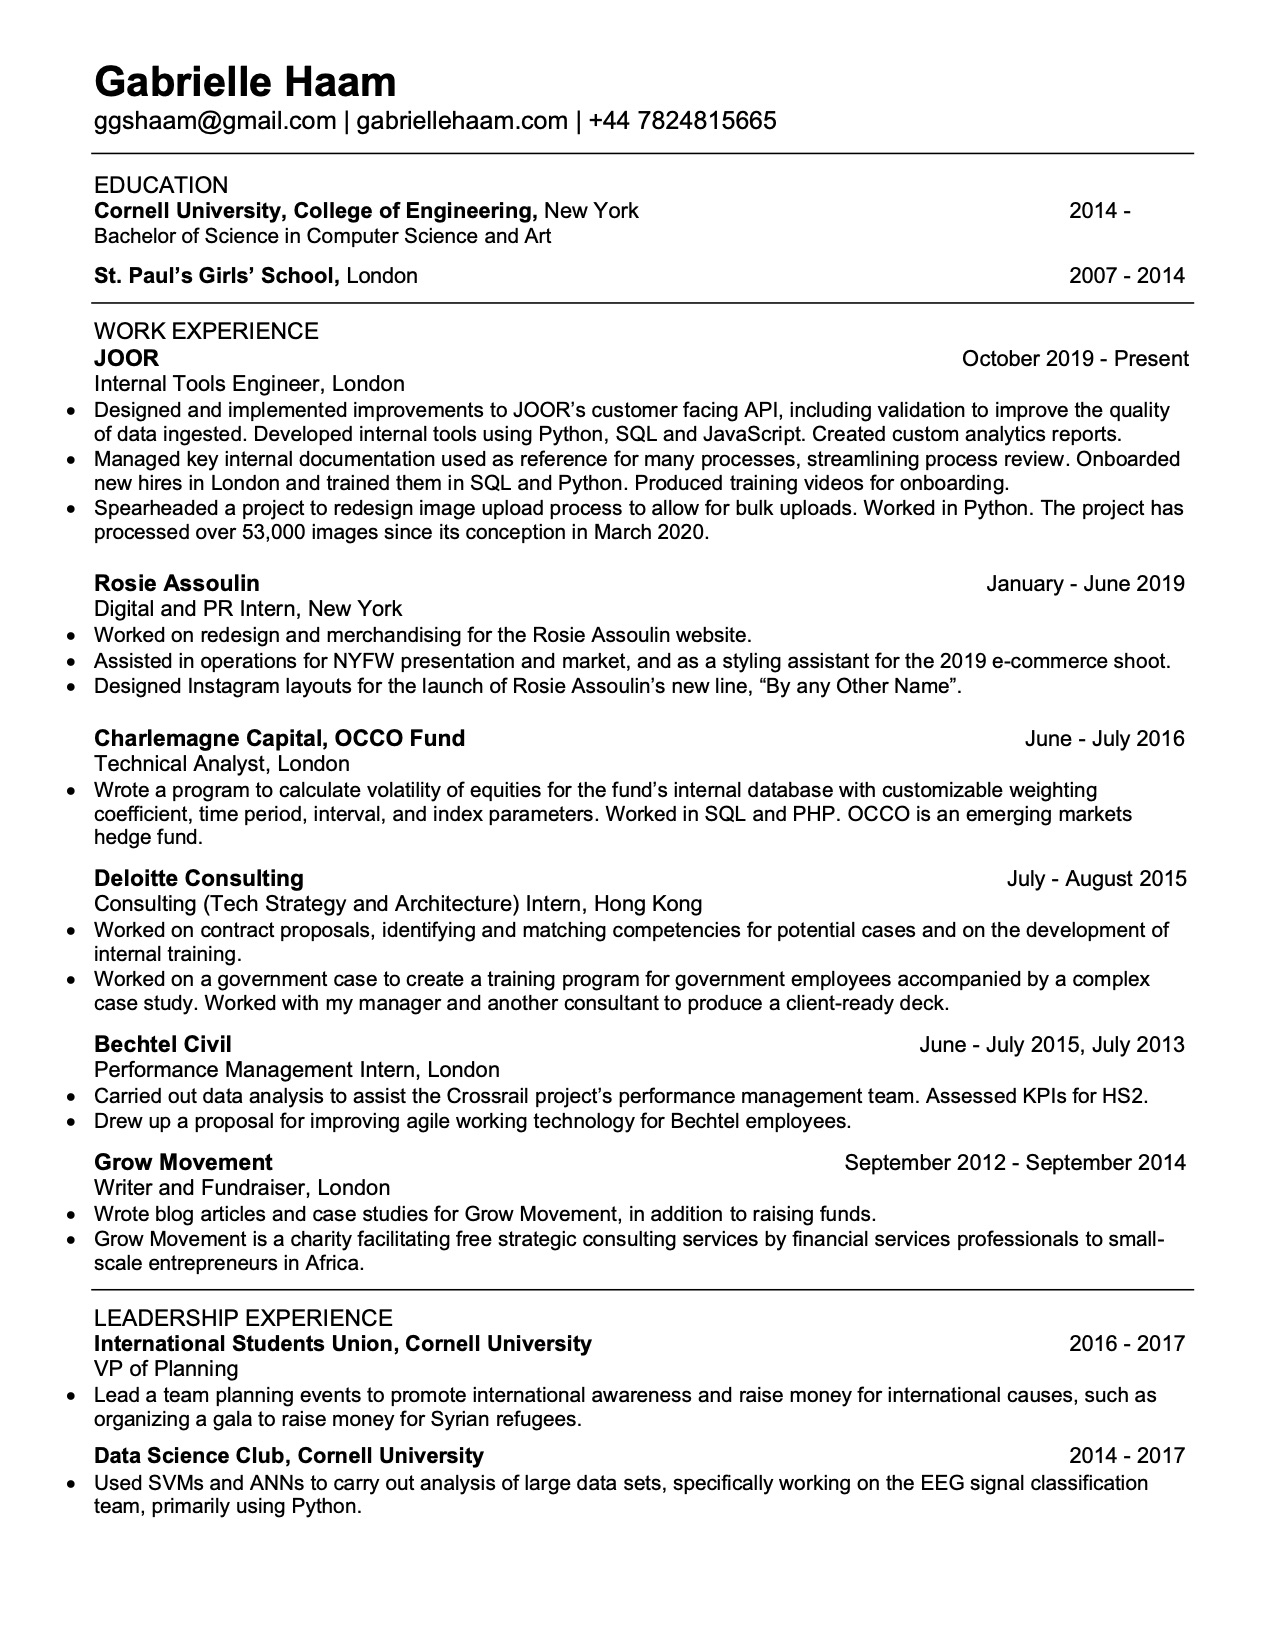 Gabrielle Haam
ggshaam@gmail.com | gabriellehaam.com | +44 7824815665
EDUCATION
Cornell University, College of Engineering, New York 2014 -
Bachelor of Science in Computer Science and Art
St. Paul’s Girls’ School, London 2007 - 2014
WORK EXPERIENCE
JOOR October 2019 - Present
Internal Tools Engineer, London
• Designed and implemented improvements to JOOR’s customer facing API, including validation to improve the quality
of data ingested. Developed internal tools using Python, SQL and JavaScript. Created custom analytics reports.
• Managed key internal documentation used as reference for many processes, streamlining process review. Onboarded
new hires in London and trained them in SQL and Python. Produced training videos for onboarding.
• Spearheaded a project to redesign image upload process to allow for bulk uploads. Worked in Python. The project has
processed over 53,000 images since its conception in March 2020.
Rosie Assoulin January - June 2019
Digital and PR Intern, New York
• Worked on redesign and merchandising for the Rosie Assoulin website.
• Assisted in operations for NYFW presentation and market, and as a styling assistant for the 2019 e-commerce shoot.
• Designed Instagram layouts for the launch of Rosie Assoulin’s new line, “By any Other Name”.
Charlemagne Capital, OCCO Fund June - July 2016
Technical Analyst, London
• Wrote a program to calculate volatility of equities for the fund’s internal database with customizable weighting
coefficient, time period, interval, and index parameters. Worked in SQL and PHP. OCCO is an emerging markets
hedge fund.
Deloitte Consulting July - August 2015
Consulting (Tech Strategy and Architecture) Intern, Hong Kong
• Worked on contract proposals, identifying and matching competencies for potential cases and on the development of
internal training.
• Worked on a government case to create a training program for government employees accompanied by a complex
case study. Worked with my manager and another consultant to produce a client-ready deck.
Bechtel Civil June - July 2015, July 2013
Performance Management Intern, London
• Carried out data analysis to assist the Crossrail project’s performance management team. Assessed KPIs for HS2.
• Drew up a proposal for improving agile working technology for Bechtel employees.
Grow Movement September 2012 - September 2014
Writer and Fundraiser, London
• Wrote blog articles and case studies for Grow Movement, in addition to raising funds.
• Grow Movement is a charity facilitating free strategic consulting services by financial services professionals to small-
scale entrepreneurs in Africa.
LEADERSHIP EXPERIENCE
International Students Union, Cornell University 2016 - 2017
VP of Planning
• Lead a team planning events to promote international awareness and raise money for international causes, such as
organizing a gala to raise money for Syrian refugees.
Data Science Club, Cornell University 2014 - 2017
• Used SVMs and ANNs to carry out analysis of large data sets, specifically working on the EEG signal classification
team, primarily using Python.